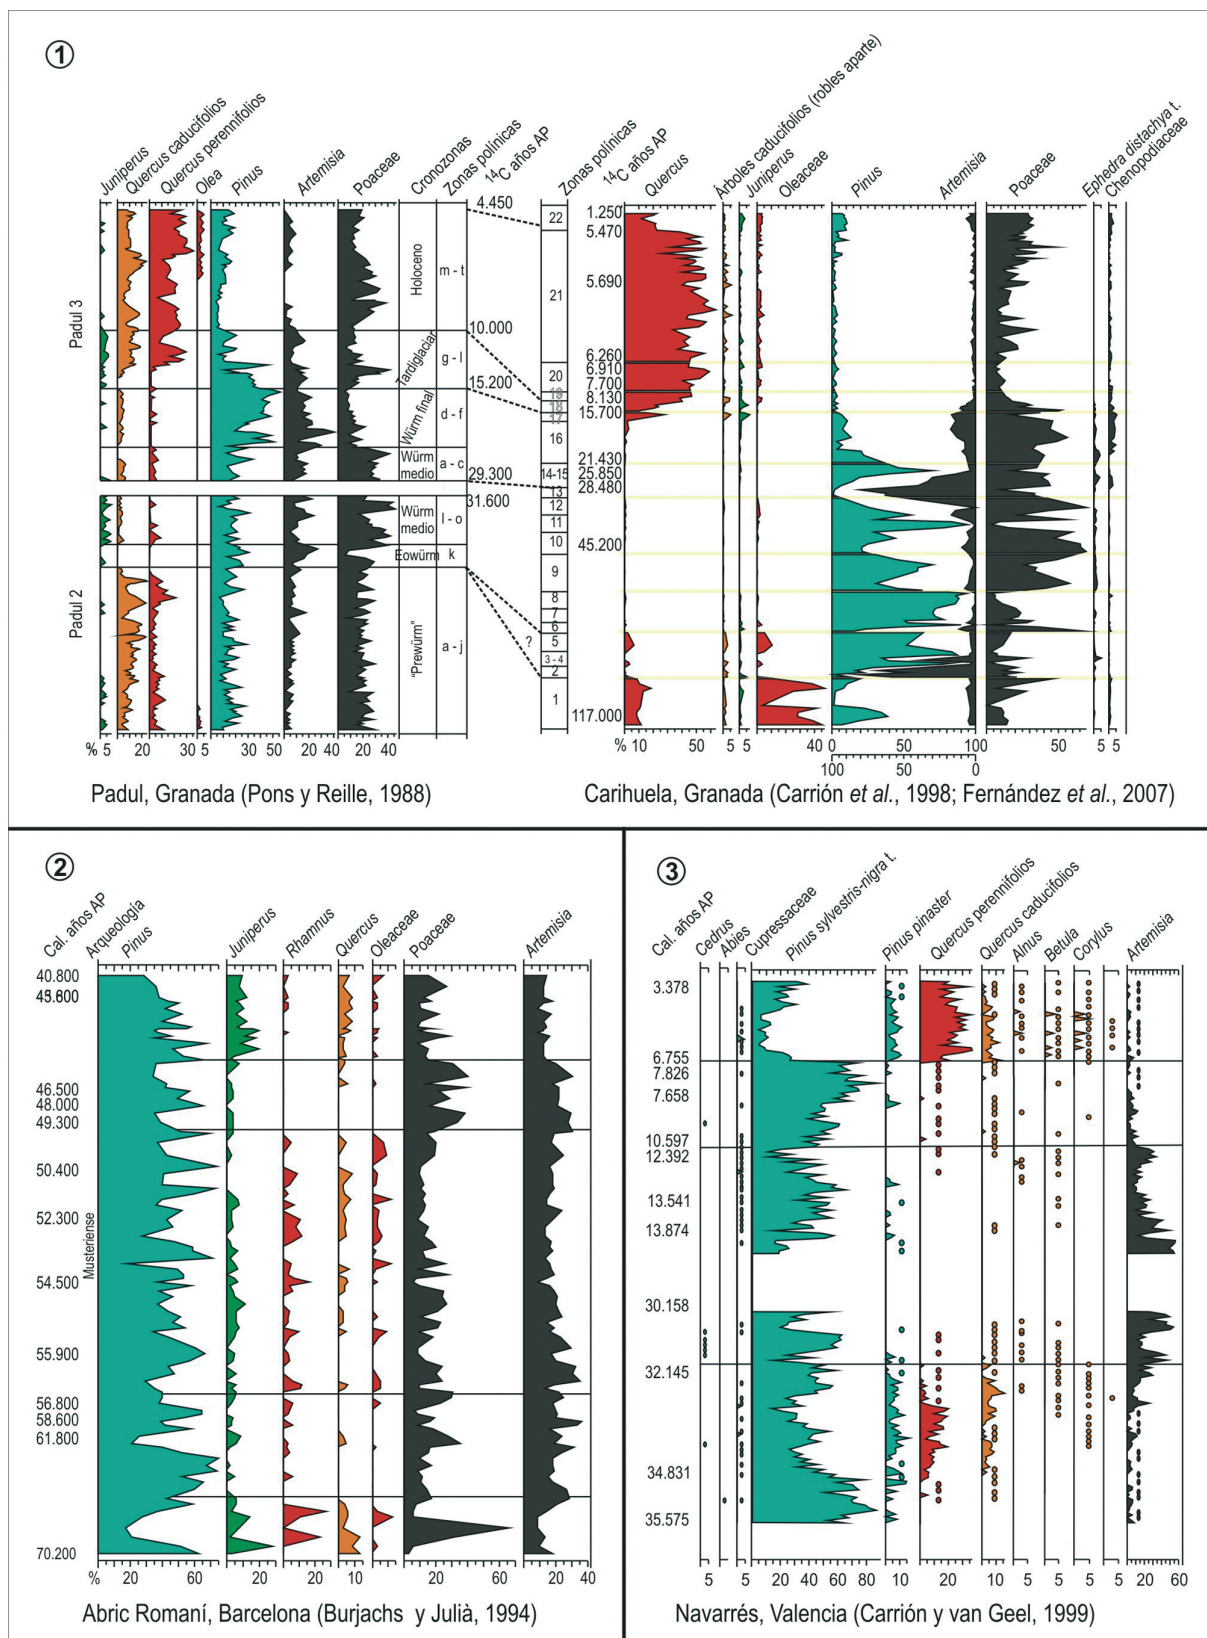 1
Juniperus
Quercus caducifolios
Quercus perennifolios
Olea
Pinus
Artemisia
Poaceae
Cronozonas
Zonas polínicas
14C años AP
Zonas polínicas
14C años AP
Quercus
Árboles caducifolios (robles aparte)
Juniperus
Oleaceae
Pinus
Artemisia
Poaceae
Ephedra distachya t.
Chenopodiaceae
Padul 3
Padul 2
Holoceno
Tardiglaciar
Würm final
Würm medio
Würm medio
Eowürm
"Prewürm"
m - t
g - l
d - f
a - c
l - o
k
a - j
4.450
10.000
15.200
29.300
31.600
?
22
21
20
19
18
17
16
14-15
13
12
11
10
9
8
7
6
5
3 - 4
2
1
1.250
5.470
5.690
6.260
6.910
7.700
8.130
15.700
21.430
25.850
28.480
45.200
117.000
% 5 20 30 5 30 50 20 40 20 40
% 10 50 5 5 40 0 50 100 50 5 5
100 50 0
Padul, Granada (Pons y Reille, 1988)
Carihuela, Granada (Carrión et al., 1998; Fernández et al., 2007)
2
Cal. años AP
Arqueología
Pinus
Juniperus
Rhamnus
Quercus
Oleaceae
Poaceae
Artemisia
40.800
45.800
46.500
48.000
49.300
50.400
52.300
54.500
55.900
56.800
58.600
61.800
70.200
Musteriense
% 20 60 20 20 10 20 60 20 40
Abric Romaní, Barcelona (Burjachs y Julià, 1994)
3
Cal. años AP
Cedrus
Abies
Cupressaceae
Pinus sylvestris-nigra t.
Pinus pinaster
Quercus perennifolios
Quercus caducifolios
Alnus
Betula
Corylus
Artemisia
3.378
6.755
7.826
7.658
10.597
12.392
13.541
13.874
30.158
32.145
34.831
35.575
5 5 20 60 10 20 10 5 5 5 5 20 60
Navarrés, Valencia (Carrión y van Geel, 1999)